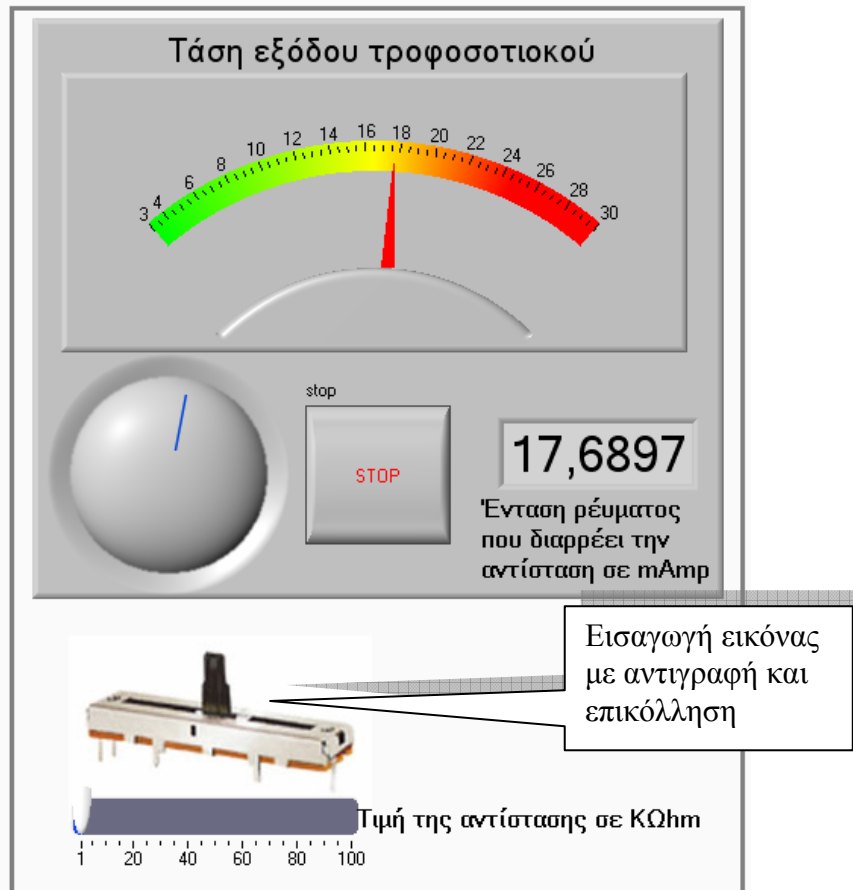 Τάση εξόδου τροφοσοτιοκού
3 4 6 8 10 12 14 16 18 20 22 24 26 28 30
stop
STOP
17,6897
Ένταση ρέυματος
που διαρρέει την
αντίσταση σε mAmp
Εισαγωγή εικόνας
με αντιγραφή και
επικόλληση
Τιμή της αντίστασης σε KΩhm
1 20 40 60 80 100